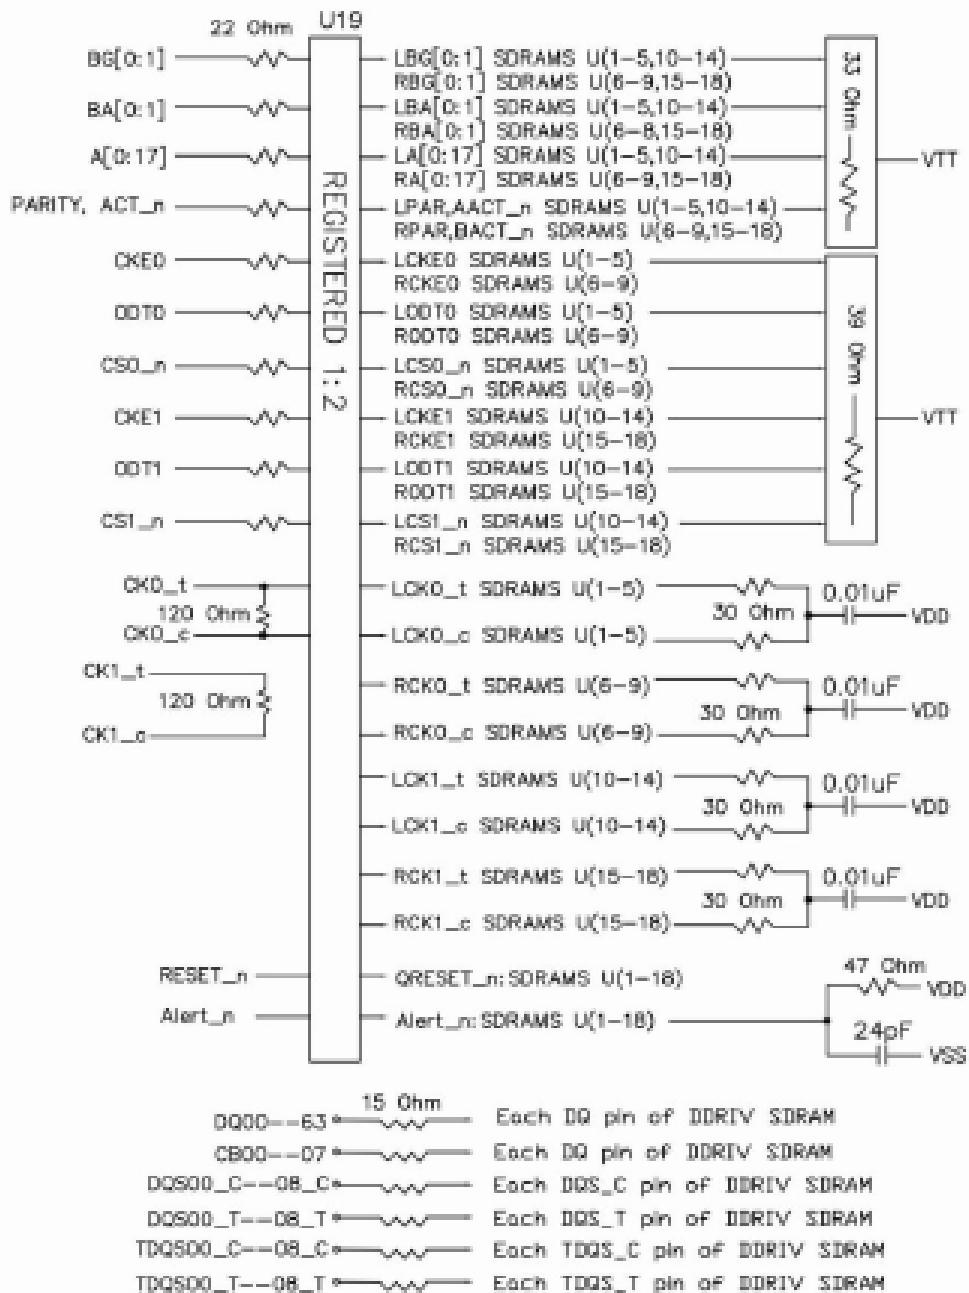 22 Ohm U19
BG[0:1] LBG[0:1] SDRAMS U(1-5,10-14)
RBG[0:1] SDRAMS U(6-9,15-18)
BA[0:1] LBA[0:1] SDRAMS U(1-5,10-14)
RBA[0:1] SDRAMS U(6-8,15-18)
33 Ohm
A[0:17] LA[0:17] SDRAMS U(1-5,10-14) VTT
RA[0:17] SDRAMS U(6-9,15-18)
PARITY, ACT_n LPAR,AACT_n SDRAMS U(1-5,10-14)
RPAR,BACT_n SDRAMS U(6-9,15-18)
REGISTERED 1:2
CKE0 LCKE0 SDRAMS U(1-5)
RCKE0 SDRAMS U(6-9)
ODT0 LODT0 SDRAMS U(1-5)
RODT0 SDRAMS U(6-9)
39 Ohm
CS0_n LCS0_n SDRAMS U(1-5)
RCS0_n SDRAMS U(6-9)
CKE1 LCKE1 SDRAMS U(10-14) VTT
RCKE1 SDRAMS U(15-18)
ODT1 LODT1 SDRAMS U(10-14)
RODT1 SDRAMS U(15-18)
CS1_n LCS1_n SDRAMS U(10-14)
RCS1_n SDRAMS U(15-18)
CK0_t LCK0_t SDRAMS U(1-5) 0.01uF
120 Ohm 30 Ohm VDD
CK0_c LCK0_c SDRAMS U(1-5)
CK1_t RCK0_t SDRAMS U(6-9) 0.01uF
120 Ohm 30 Ohm VDD
CK1_c RCK0_c SDRAMS U(6-9)
LCK1_t SDRAMS U(10-14) 0.01uF
30 Ohm VDD
LCK1_c SDRAMS U(10-14)
RCK1_t SDRAMS U(15-18) 0.01uF
30 Ohm VDD
RCK1_c SDRAMS U(15-18)
RESET_n QRESET_n:SDRAMS U(1-18) 47 Ohm
VDD
Alert_n Alert_n:SDRAMS U(1-18) 24pF
VSS
15 Ohm
DQ00--63 Each DQ pin of DDRIV SDRAM
CB00--07 Each DQ pin of DDRIV SDRAM
DQS00_C--08_C Each DQS_C pin of DDRIV SDRAM
DQS00_T--08_T Each DQS_T pin of DDRIV SDRAM
TDQS00_C--08_C Each TDQS_C pin of DDRIV SDRAM
TDQS00_T--08_T Each TDQS_T pin of DDRIV SDRAM